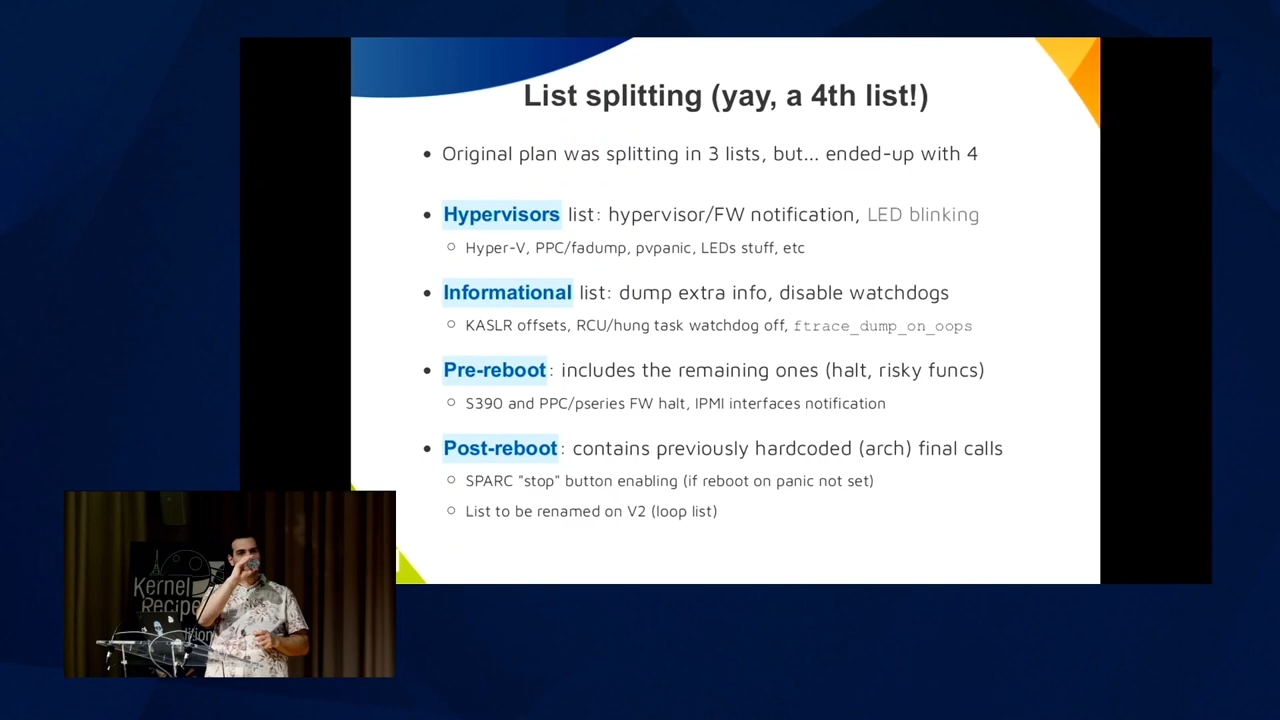 List splitting (yay, a 4th list!)
• Original plan was splitting in 3 lists, but... ended-up with 4
• Hypervisors list: hypervisor/FW notification, LED blinking
○ Hyper-V, PPC/fadump, pvpanic, LEDs stuff, etc
• Informational list: dump extra info, disable watchdogs
○ KASLR offsets, RCU/hung task watchdog off, ftrace_dump_on_oops
• Pre-reboot: includes the remaining ones (halt, risky funcs)
○ S390 and PPC/pseries FW halt, IPMI interfaces notification
• Post-reboot: contains previously hardcoded (arch) final calls
○ SPARC "stop" button enabling (if reboot on panic not set)
○ List to be renamed on V2 (loop list)
Kernel
Recipe